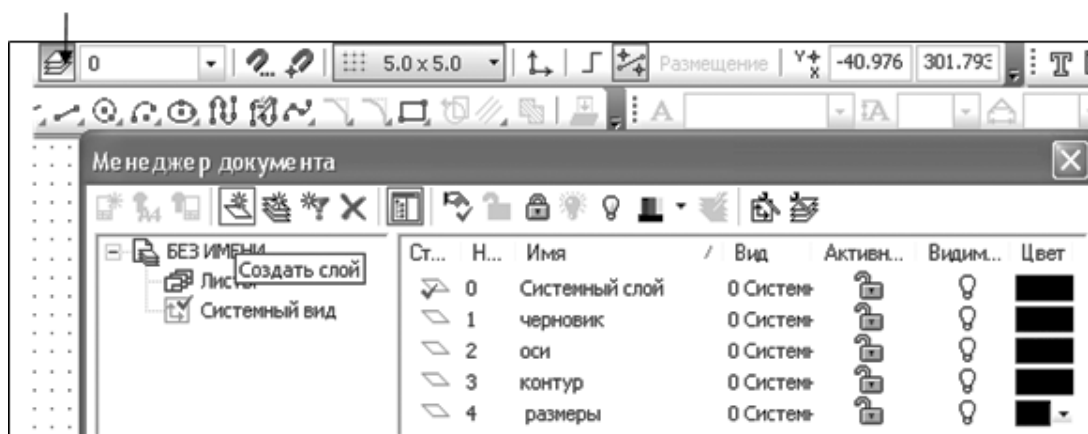 0 5.0 x 5.0 Размещение Y X -40.976 301.793 T
A A
Менеджер документа
A4
БЕЗ ИМЕНИ
Создать слой
Системный вид
Ст... Н... Имя / Вид Активн... Видим... Цвет
0 Системный слой 0 Систем
1 черновик 0 Систем
2 оси 0 Систем
3 контур 0 Систем
4 размеры 0 Систем